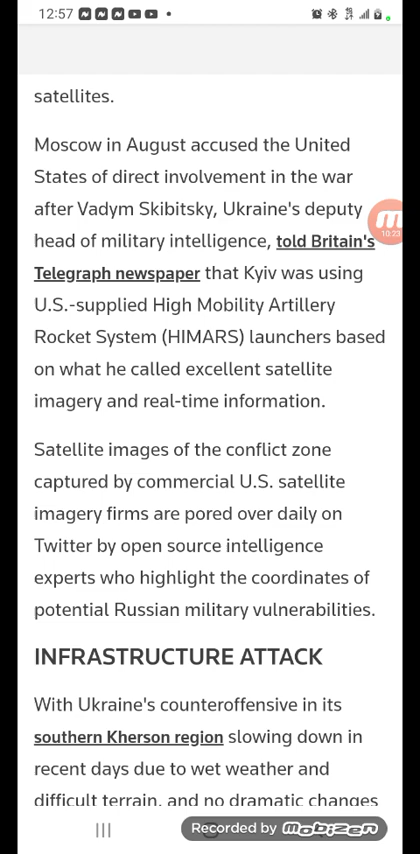 12:57
satellites.
Moscow in August accused the United
States of direct involvement in the war
after Vadym Skibitsky, Ukraine's deputy
head of military intelligence, told Britain's
Telegraph newspaper that Kyiv was using
U.S.-supplied High Mobility Artillery
Rocket System (HIMARS) launchers based
on what he called excellent satellite
imagery and real-time information.
10:23
Satellite images of the conflict zone
captured by commercial U.S. satellite
imagery firms are pored over daily on
Twitter by open source intelligence
experts who highlight the coordinates of
potential Russian military vulnerabilities.
INFRASTRUCTURE ATTACK
With Ukraine's counteroffensive in its
southern Kherson region slowing down in
recent days due to wet weather and
difficult terrain, and no dramatic changes
Recorded by mobizen